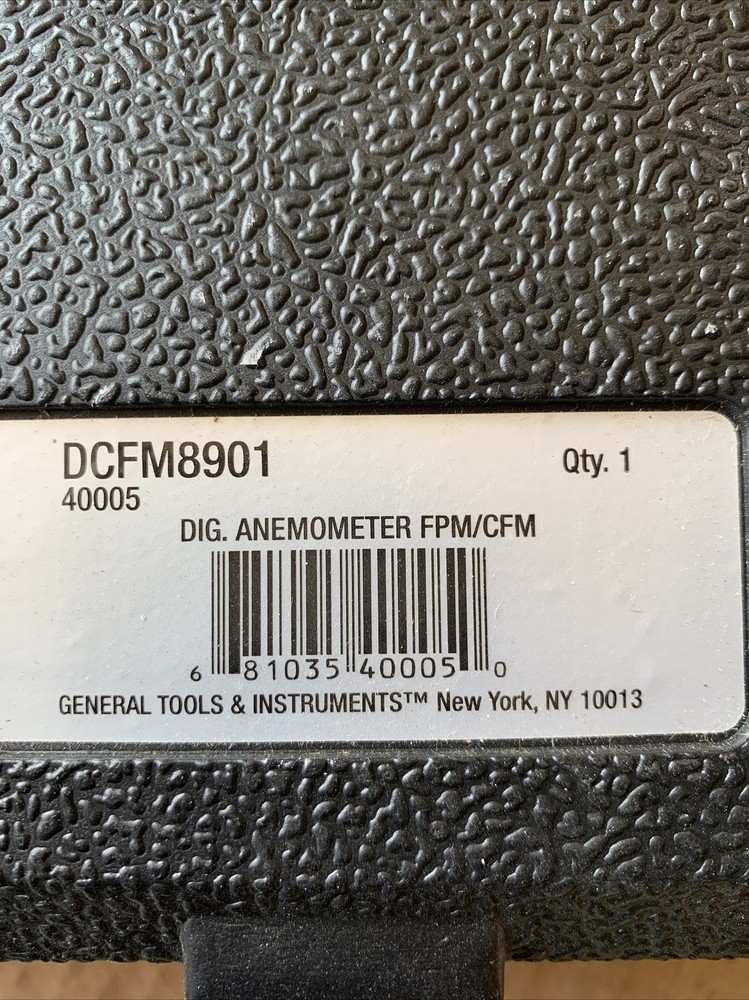 DCFM8901 Qty. 1
40005
DIG. ANEMOMETER FPM/CFM
6 81035 40005 0
GENERAL TOOLS & INSTRUMENTS™ New York, NY 10013